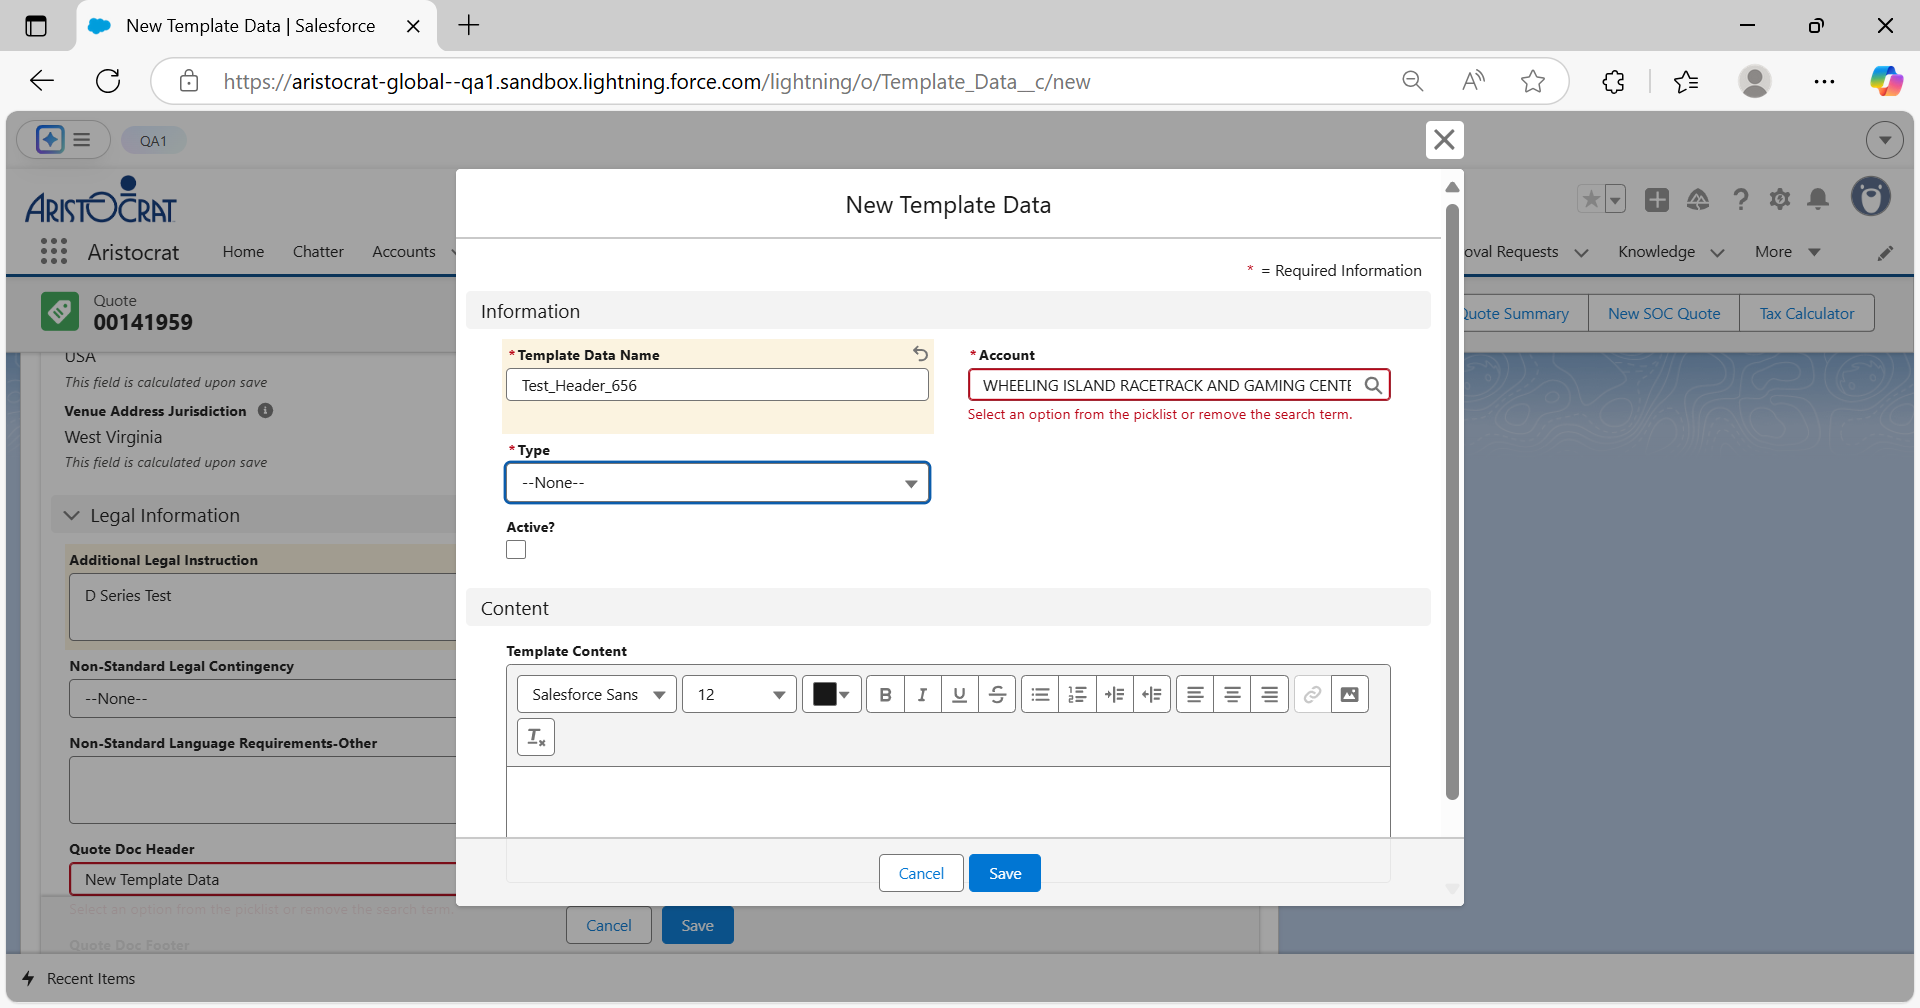 New Template Data | Salesforce
https://aristocrat-global--qa1.sandbox.lightning.force.com/lightning/o/Template_Data__c/new
QA1
ARISTOCRAT
Aristocrat
Home
Chatter
Accounts
oval Requests
Knowledge
More
Quote
00141959
Quote Summary
New SOC Quote
Tax Calculator
USA
This field is calculated upon save
Venue Address Jurisdiction
West Virginia
This field is calculated upon save
Legal Information
Additional Legal Instruction
D Series Test
Non-Standard Legal Contingency
--None--
Non-Standard Language Requirements-Other
Quote Doc Header
New Template Data
Select an option from the picklist or remove the search term.
Quote Doc Footer
Cancel
Save
Recent Items
New Template Data
* = Required Information
Information
* Template Data Name
Test_Header_656
* Account
WHEELING ISLAND RACETRACK AND GAMING CENTE
Select an option from the picklist or remove the search term.
* Type
--None--
Active?
Content
Template Content
Salesforce Sans
12
Cancel
Save